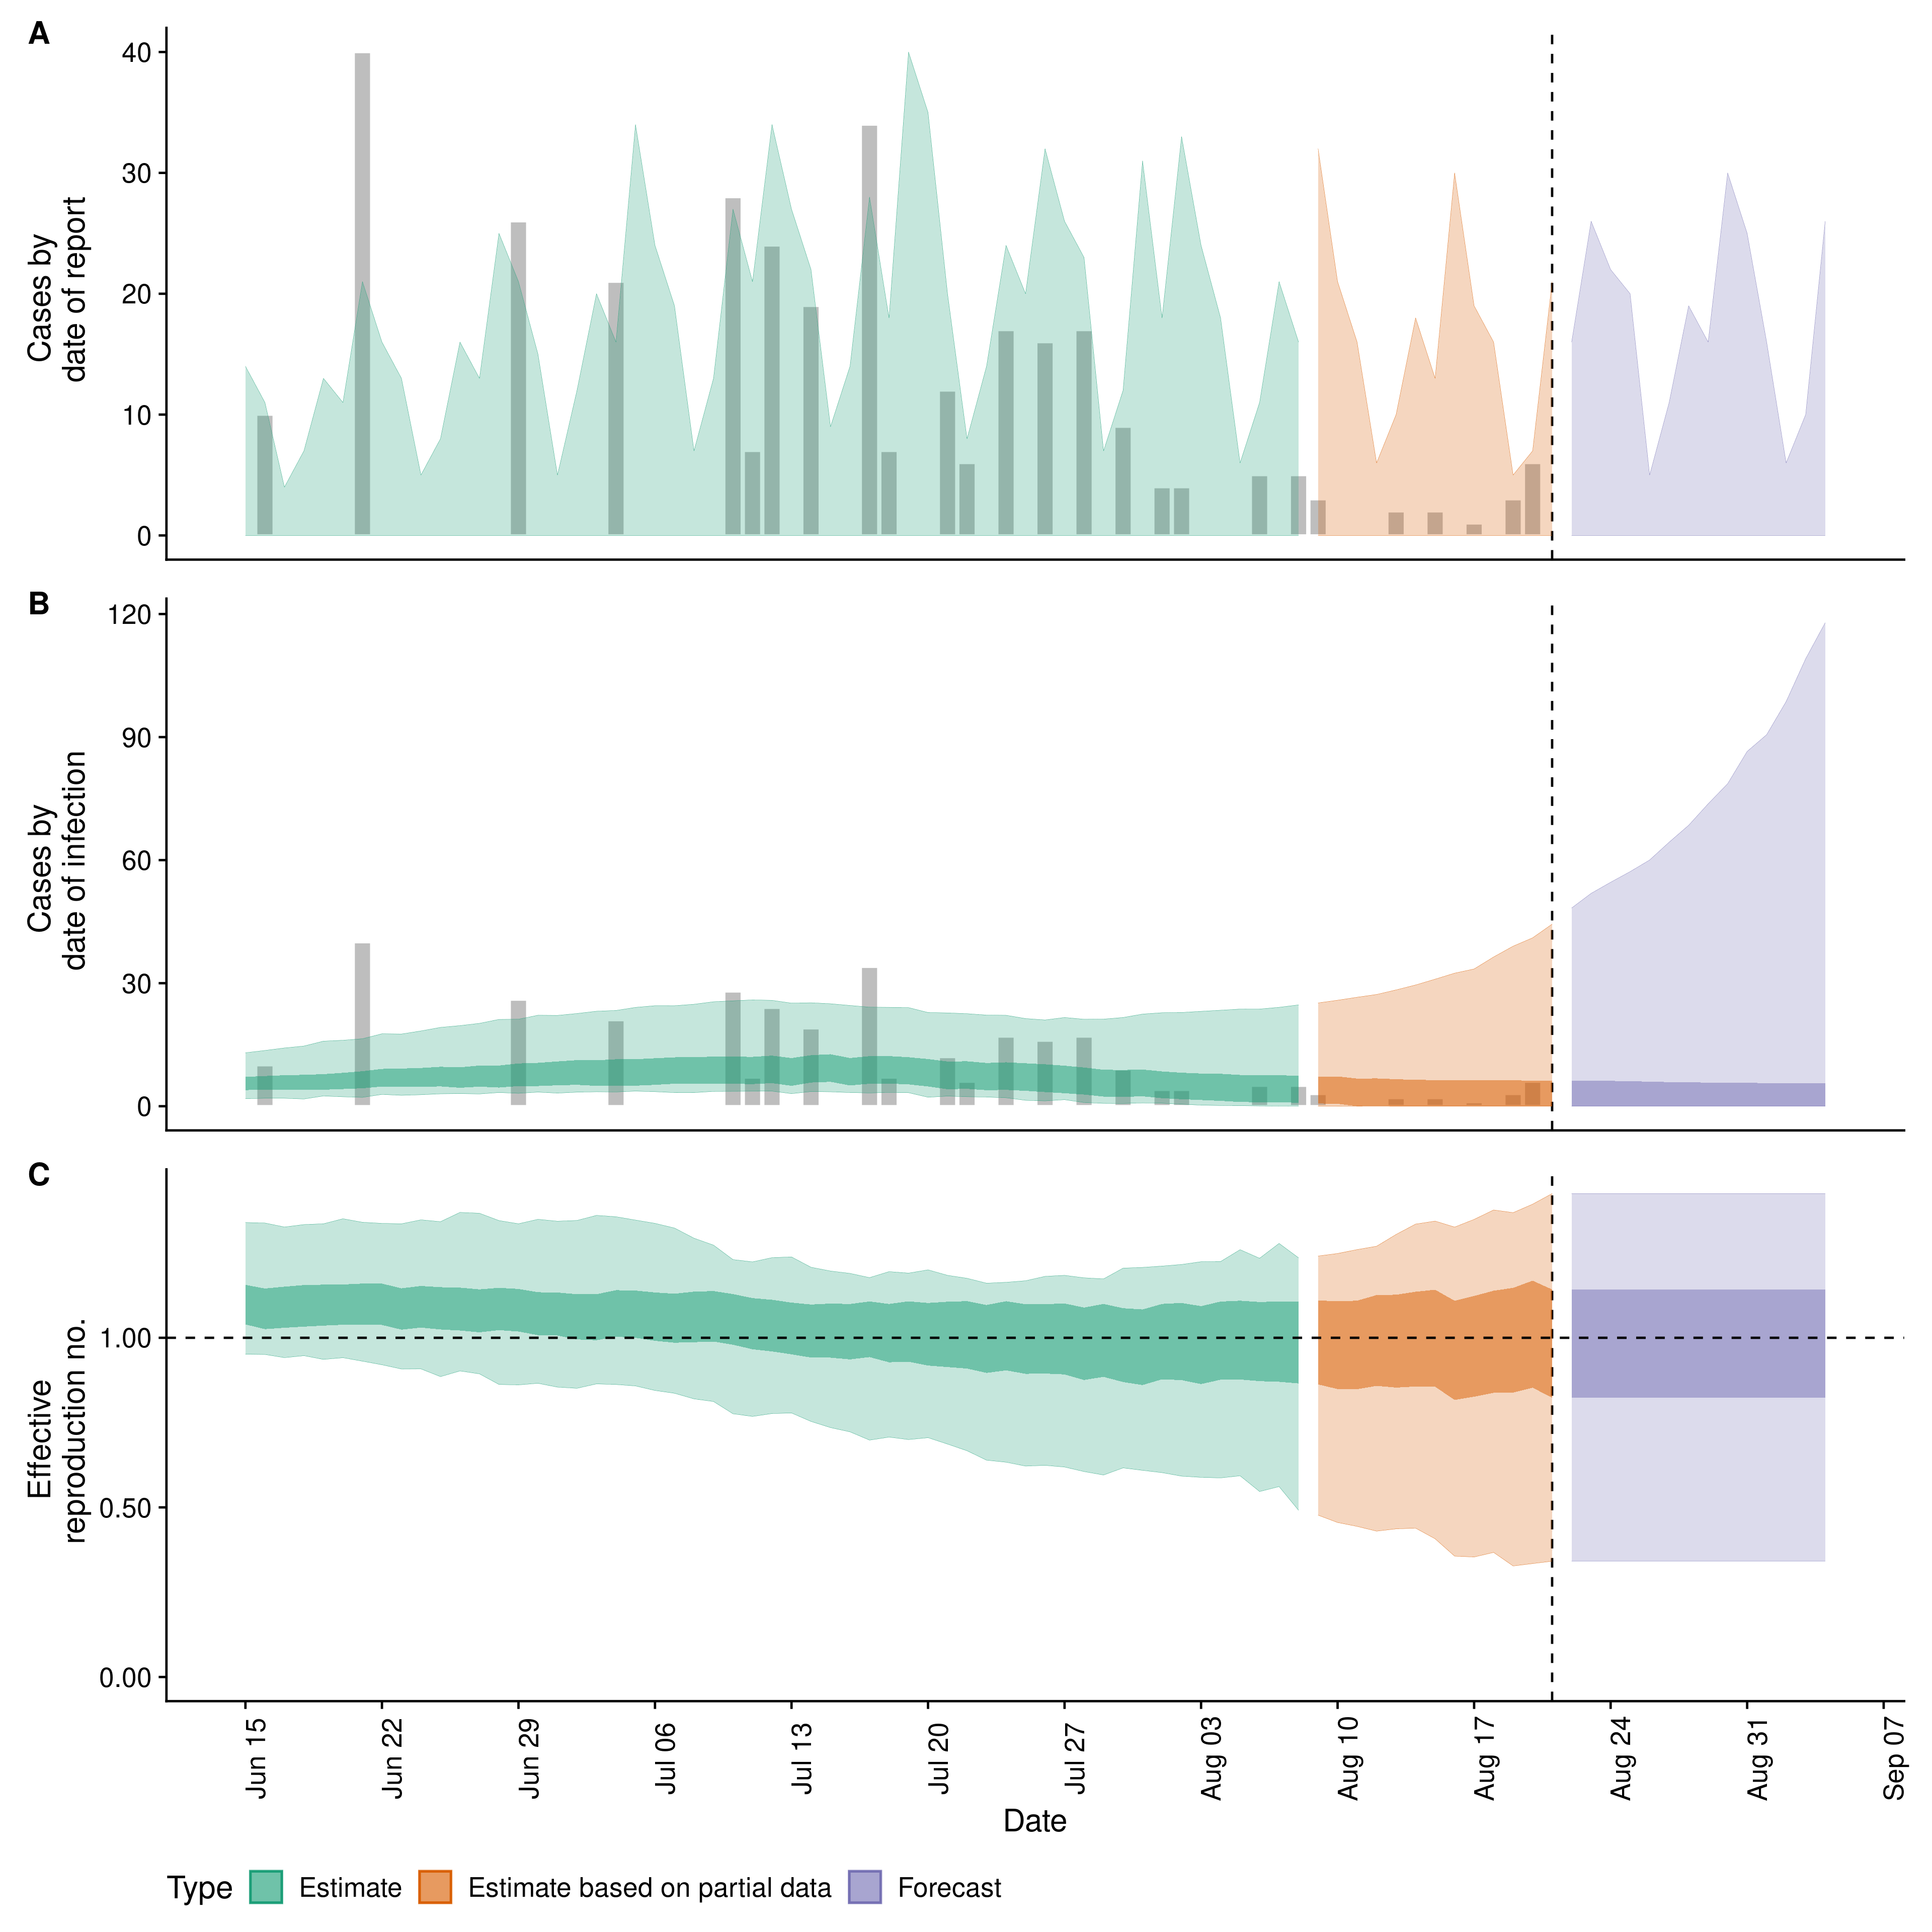 A
40
30
20
10
0
Cases by
date of report
B
120
90
60
30
0
Cases by
date of infection
C
1.00
0.50
0.00
Effective
reproduction no.
Jun 15
Jun 22
Jun 29
Jul 06
Jul 13
Jul 20
Jul 27
Aug 03
Aug 10
Aug 17
Aug 24
Aug 31
Sep 07
Date
Type Estimate Estimate based on partial data Forecast